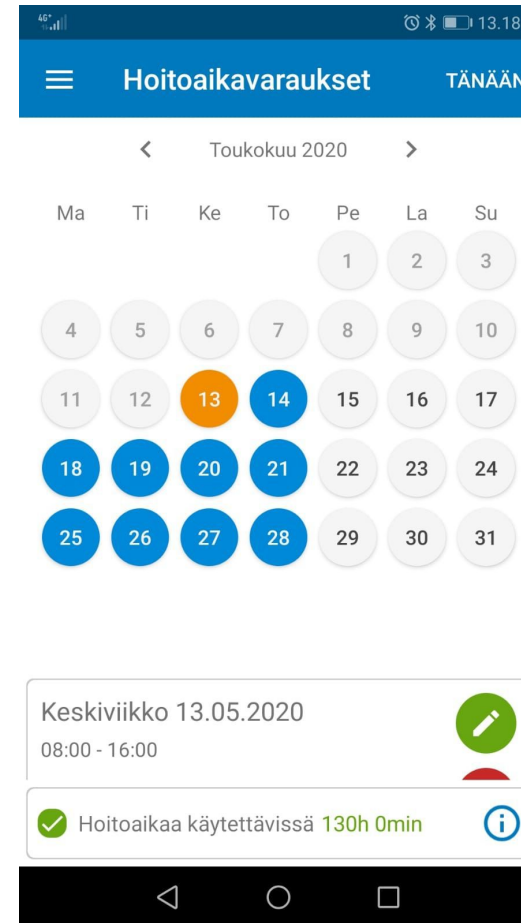 4G+ 13.18
Hoitoaikavaraukset TÄNÄÄN
Toukokuu 2020
Ma Ti Ke To Pe La Su
1 2 3
4 5 6 7 8 9 10
11 12 13 14 15 16 17
18 19 20 21 22 23 24
25 26 27 28 29 30 31
Keskiviikko 13.05.2020
08:00 - 16:00
Hoitoaikaa käytettävissä 130h 0min